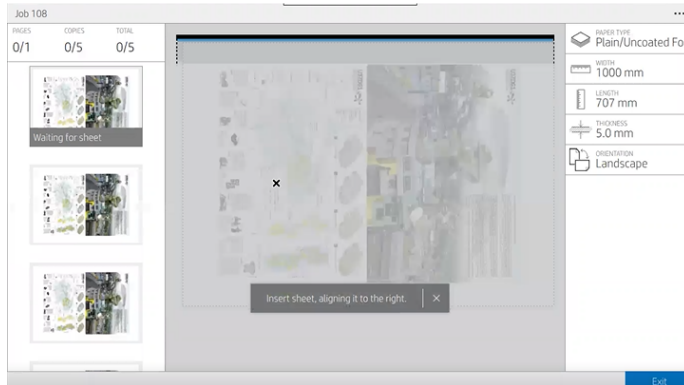 Job 108
PAGES
0/1
COPIES
0/5
TOTAL
0/5
Waiting for sheet
Insert sheet, aligning it to the right.
PAPER TYPE
Plain/Uncoated Fo
WIDTH
1000 mm
LENGTH
707 mm
THICKNESS
5.0 mm
ORIENTATION
Landscape
Exit